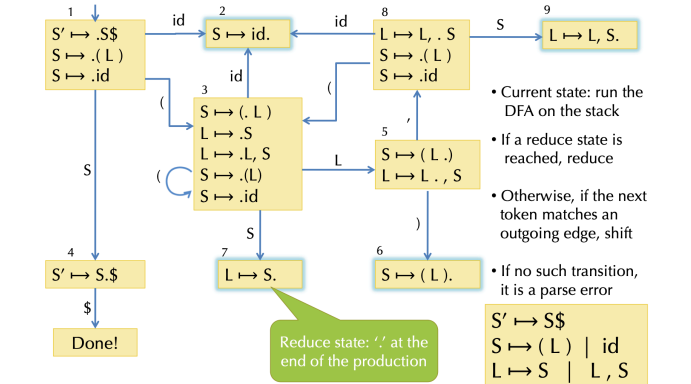 1
S' ↦ .S$
S ↦ .( L )
S ↦ .id
id
2
S ↦ id.
id
8
L ↦ L, . S
S ↦ .( L )
S ↦ .id
S
9
L ↦ L, S.
(
id
(
3
S ↦ (. L )
L ↦ .S
L ↦ .L, S
S ↦ .(L)
S ↦ .id
(
L
,
5
S ↦ ( L .)
L ↦ L . , S
S
S
)
4
S' ↦ S.$
7
L ↦ S.
6
S ↦ ( L ).
$
Done!
Reduce state: '.' at the
end of the production
• Current state: run the
DFA on the stack
• If a reduce state is
reached, reduce
• Otherwise, if the next
token matches an
outgoing edge, shift
• If no such transition,
it is a parse error
S' ↦ S$
S ↦ ( L ) | id
L ↦ S | L , S